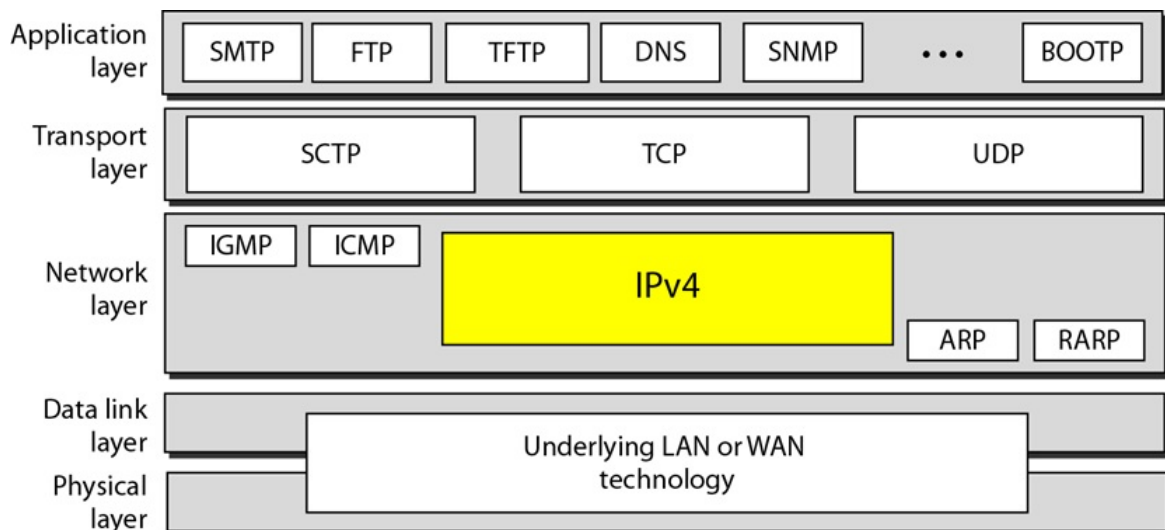 Application
layer
SMTP FTP TFTP DNS SNMP ... BOOTP
Transport
layer
SCTP TCP UDP
Network
layer
IGMP ICMP
IPv4
ARP RARP
Data link
layer
Underlying LAN or WAN
technology
Physical
layer